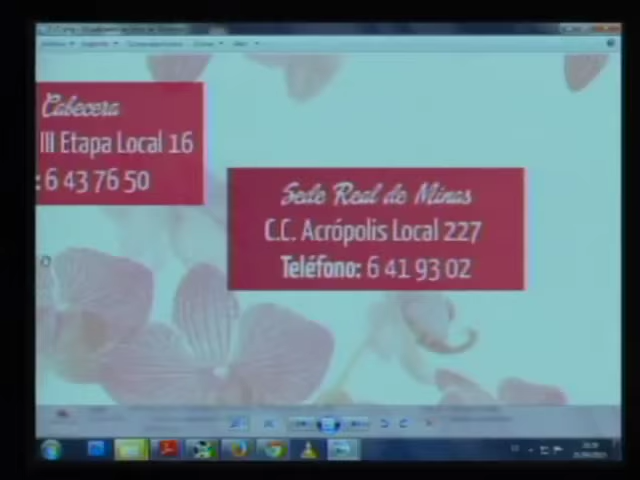 Cabecera
III Etapa Local 16
: 6 43 76 50
Sede Real de Minas
C.C. Acrópolis Local 227
Teléfono: 6 41 93 02